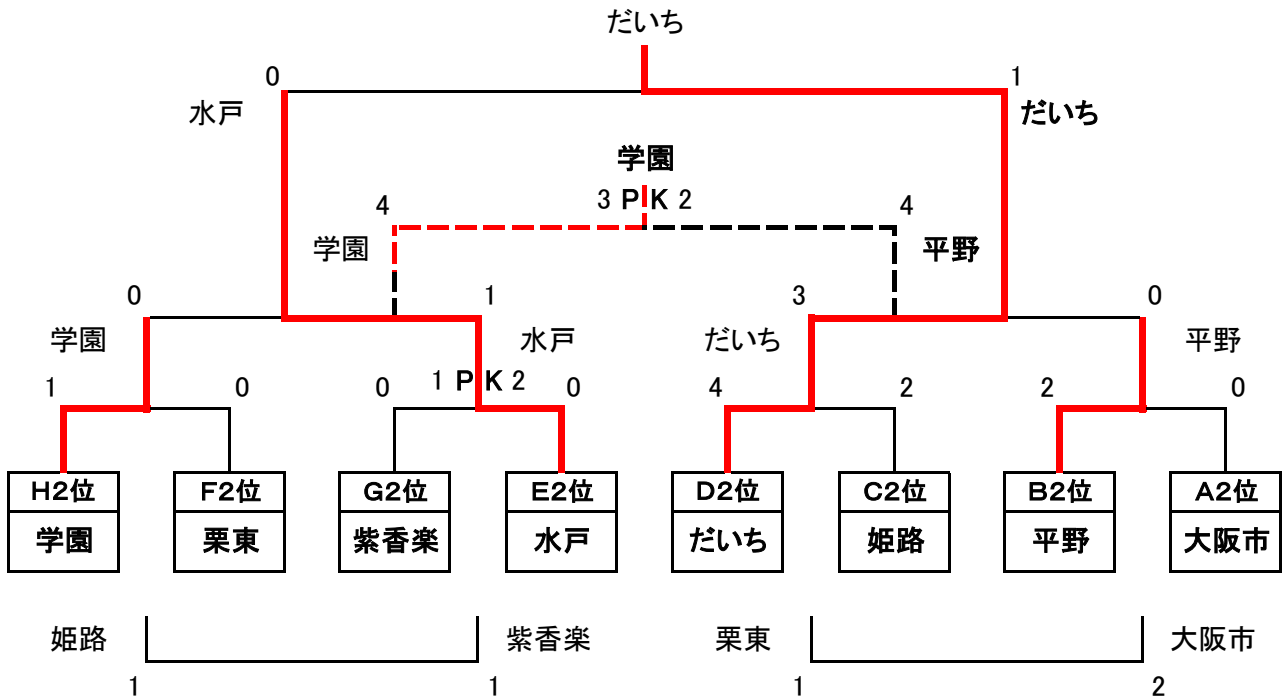 だいち
0 1
水戸 だいち
学園
3 PK 2
4 4
学園 平野
0 1 3 0
学園 水戸 だいち 平野
1 0 0 1 PK 2 0 4 2 2 0
H2位 F2位 G2位 E2位 D2位 C2位 B2位 A2位
学園 栗東 紫香楽 水戸 だいち 姫路 平野 大阪市
姫路 紫香楽 栗東 大阪市
1 1 1 2